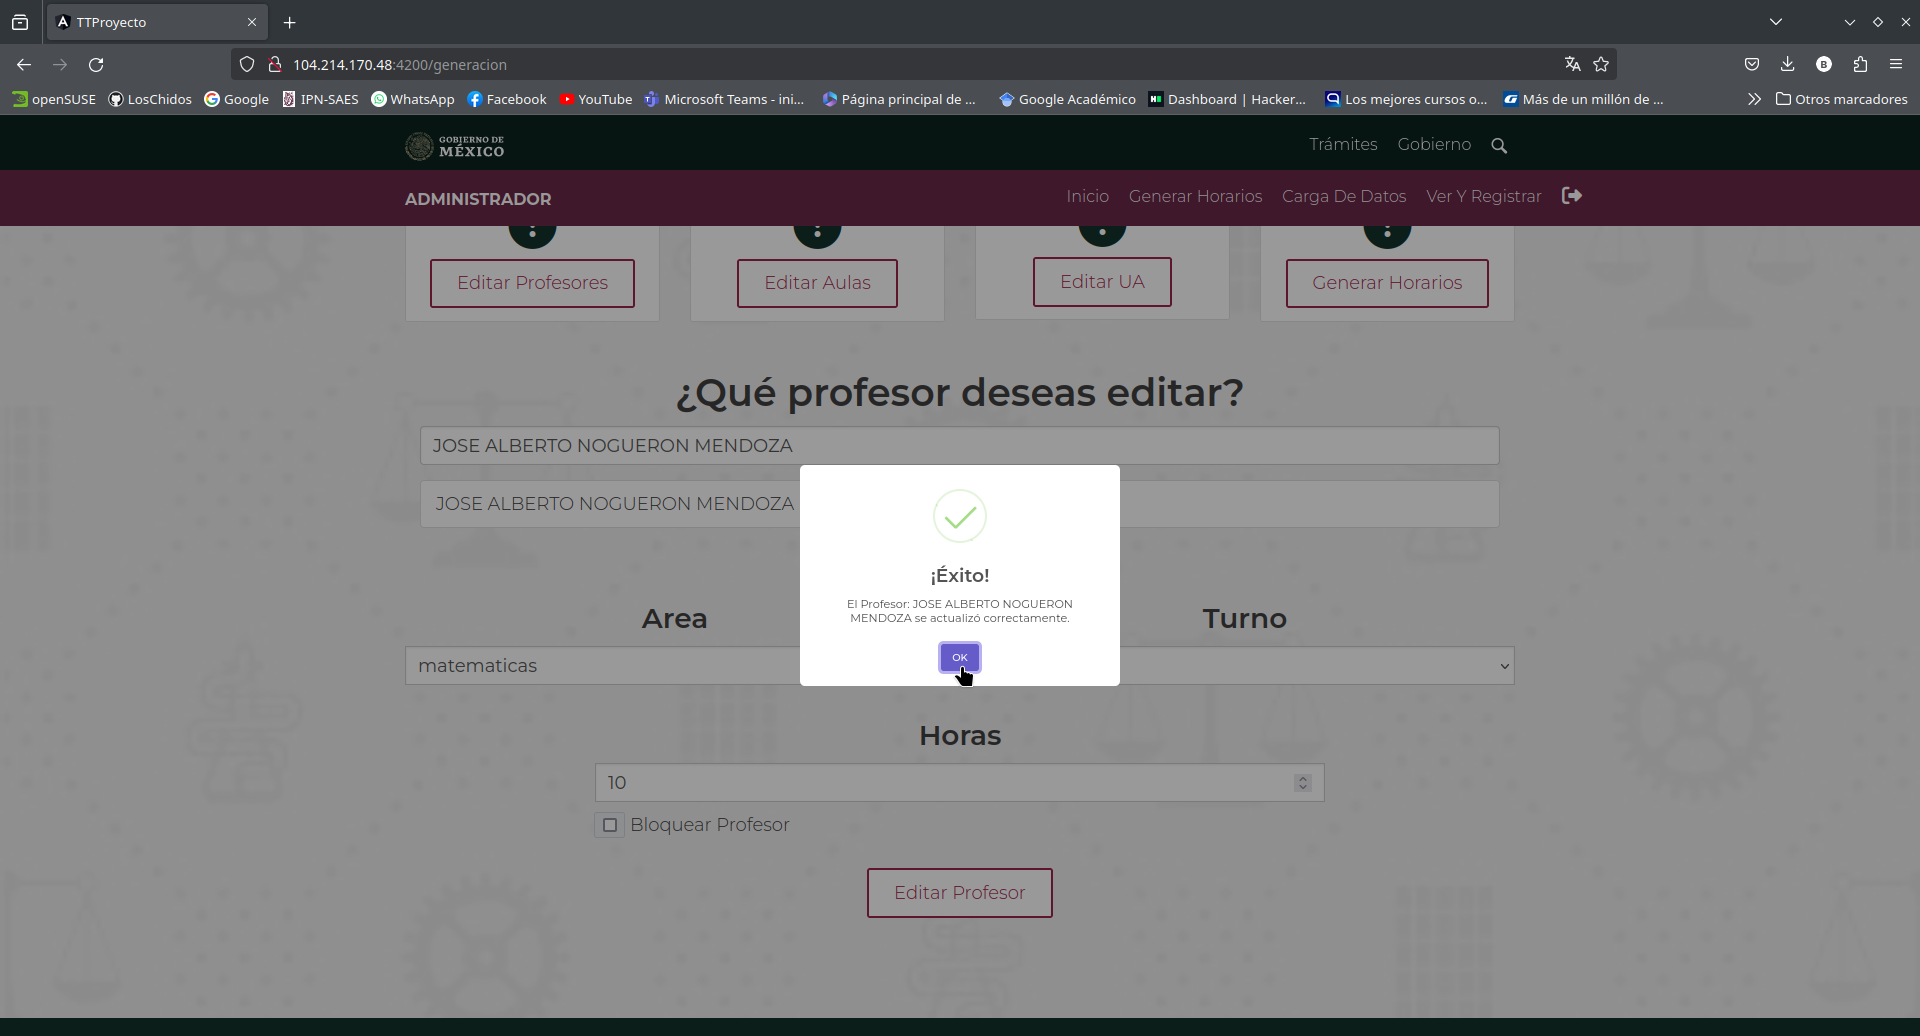 TTProyecto
104.214.170.48:4200/generacion
openSUSE LosChidos Google IPN-SAES WhatsApp Facebook YouTube Microsoft Teams - ini... Página principal de ... Google Académico Dashboard | Hacker... Los mejores cursos o... Más de un millón de ... Otros marcadores
GOBIERNO DE
MÉXICO
Trámites Gobierno
ADMINISTRADOR
Inicio Generar Horarios Carga De Datos Ver Y Registrar
Editar Profesores Editar Aulas Editar UA Generar Horarios
¿Qué profesor deseas editar?
JOSE ALBERTO NOGUERON MENDOZA
JOSE ALBERTO NOGUERON MENDOZA
¡Éxito!
El Profesor: JOSE ALBERTO NOGUERON
MENDOZA se actualizó correctamente.
OK
Area Turno
matematicas
Horas
10
Bloquear Profesor
Editar Profesor